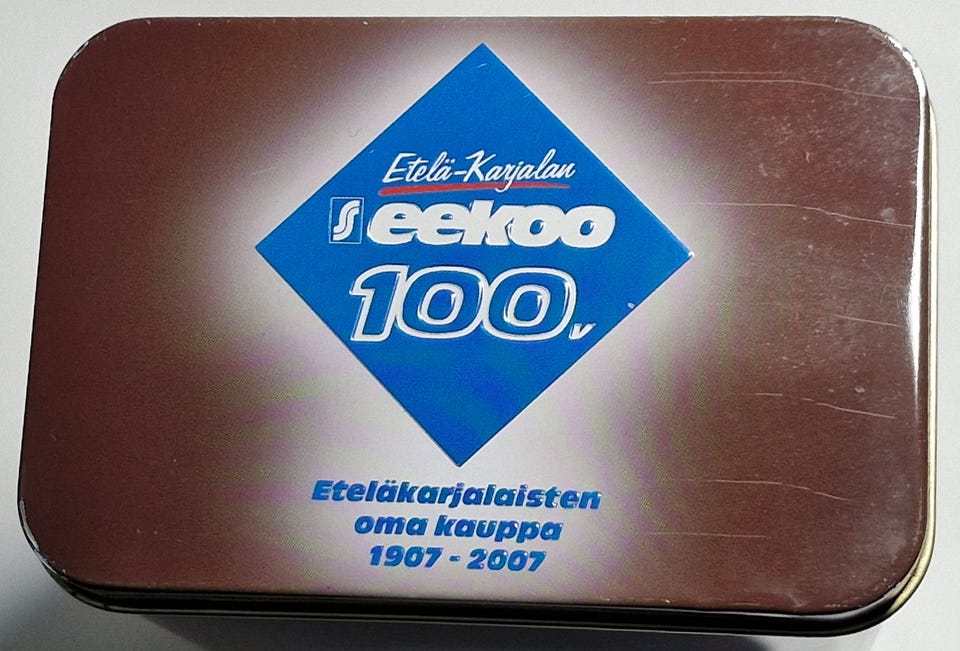 Etelä-Karjalan
S eekoo
100v
Eteläkarjalaisten
oma kauppa
1907 - 2007